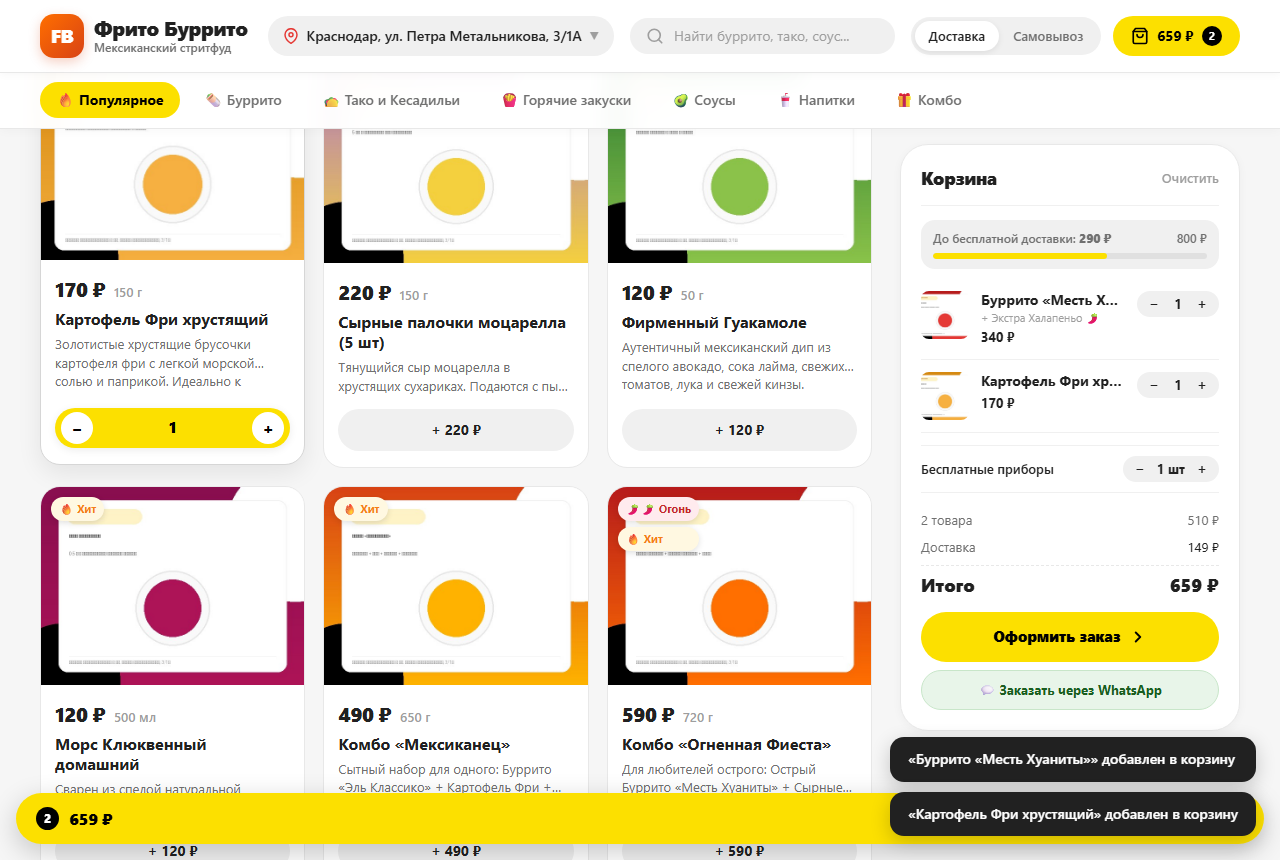 FB
Фрито Буррито
Мексиканский стритфуд
Краснодар, ул. Петра Метальникова, 3/1А
Найти буррито, тако, соус...
Доставка
Самовывоз
659 ₽
2
Популярное
Буррито
Тако и Кесадильи
Горячие закуски
Соусы
Напитки
Комбо
170 ₽ 150 г
Картофель Фри хрустящий
Золотистые хрустящие брусочки
картофеля фри с легкой морской...
солью и паприкой. Идеально к
– 1 +
220 ₽ 150 г
Сырные палочки моцарелла
(5 шт)
Тянущийся сыр моцарелла в
хрустящих сухариках. Подаются с пы...
+ 220 ₽
120 ₽ 50 г
Фирменный Гуакамоле
Аутентичный мексиканский дип из
спелого авокадо, сока лайма, свежих...
томатов, лука и свежей кинзы.
+ 120 ₽
Хит
120 ₽ 500 мл
Морс Клюквенный
домашний
Сварен из спелой натуральной
+ 120 ₽
Хит
490 ₽ 650 г
Комбо «Мексиканец»
Сытный набор для одного: Буррито
«Эль Классико» + Картофель Фри +...
+ 490 ₽
Огонь
Хит
590 ₽ 720 г
Комбо «Огненная Фиеста»
Для любителей острого: Острый
Буррито «Месть Хуаниты» + Сырные...
+ 590 ₽
Корзина
Очистить
До бесплатной доставки: 290 ₽
800 ₽
Буррито «Месть Х...
+ Экстра Халапеньо
340 ₽
– 1 +
Картофель Фри хр...
170 ₽
– 1 +
Бесплатные приборы
– 1 шт +
2 товара 510 ₽
Доставка 149 ₽
Итого 659 ₽
Оформить заказ
Заказать через WhatsApp
«Буррито «Месть Хуаниты»» добавлен в корзину
«Картофель Фри хрустящий» добавлен в корзину
2 659 ₽